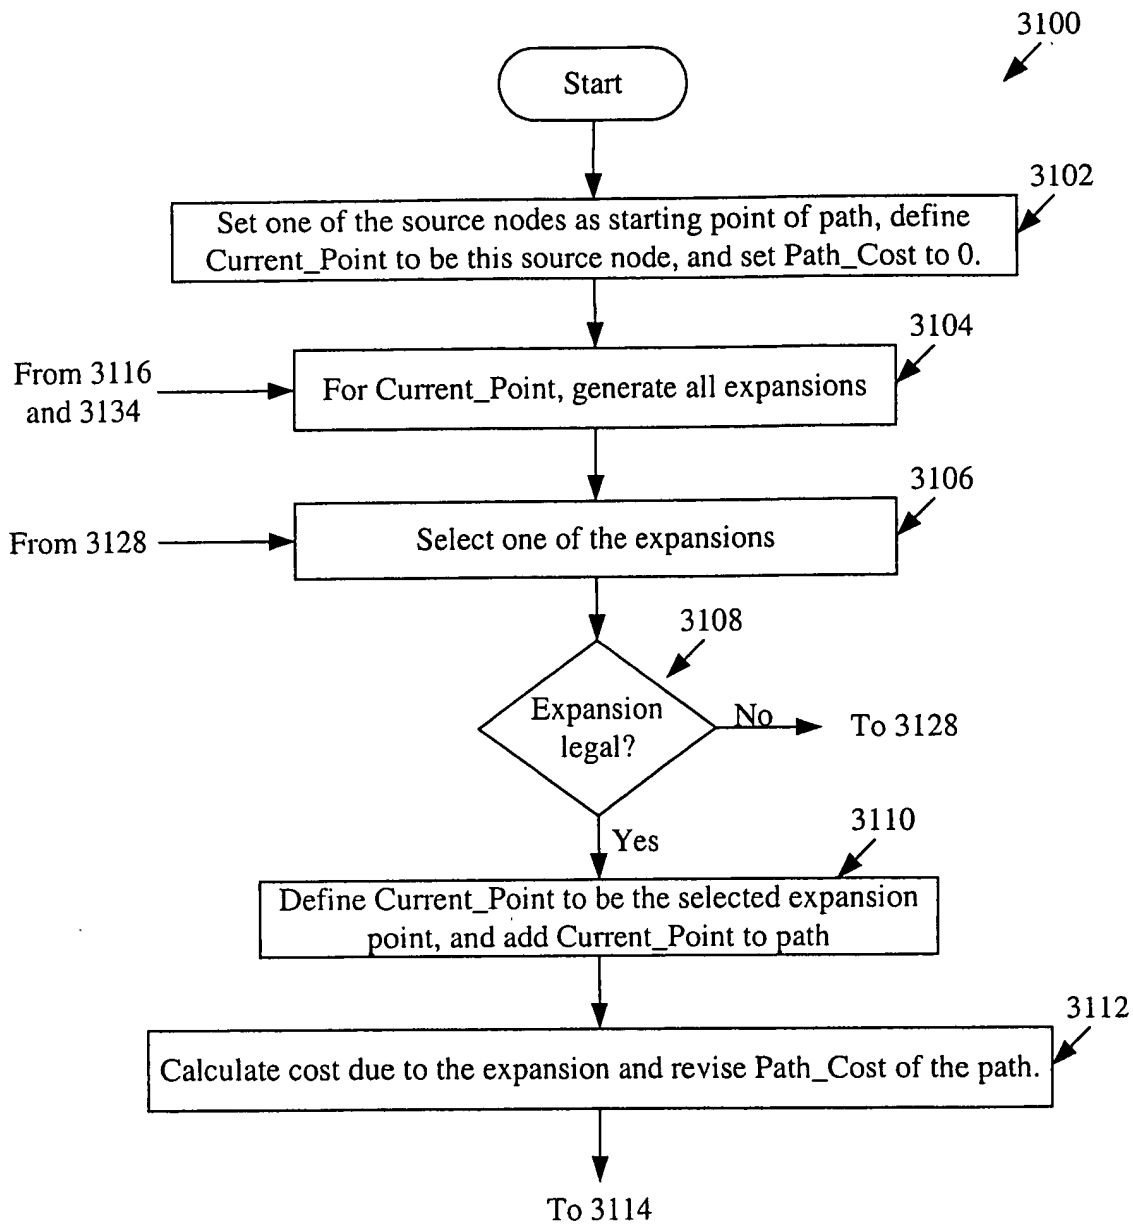 3100
Start
3102
Set one of the source nodes as starting point of path, define
Current_Point to be this source node, and set Path_Cost to 0.
3104
From 3116
and 3134
For Current_Point, generate all expansions
3106
From 3128
Select one of the expansions
3108
Expansion
legal?
No
To 3128
Yes
3110
Define Current_Point to be the selected expansion
point, and add Current_Point to path
3112
Calculate cost due to the expansion and revise Path_Cost of the path.
To 3114